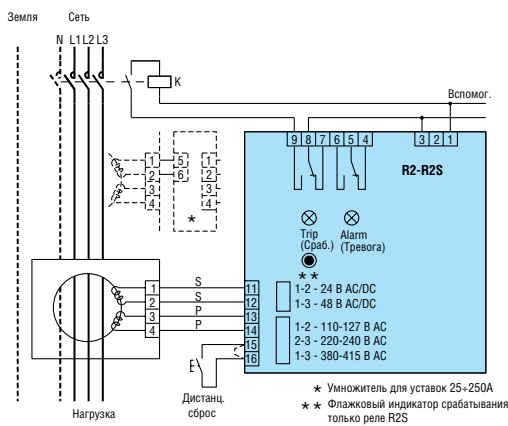 Земля Сеть
N L1 L2 L3
K
Вспомог.
9 8 7 6 5 4 3 2 1
R2-R2S
1 5 1
2 6 2
3 3
4 4
*
Trip (Сраб.)
Alarm (Тревога)
* *
1 S 11
2 S 12
3 P 13
4 P 14
15
16
E
1-2 - 24 В AC/DC
1-3 - 48 В AC/DC
1-2 - 110-127 В AC
2-3 - 220-240 В AC
1-3 - 380-415 В AC
Нагрузка
Дистанц.
сброс
* Умножитель для уставок 25÷250А
* * Флажковый индикатор срабатывания
только реле R2S